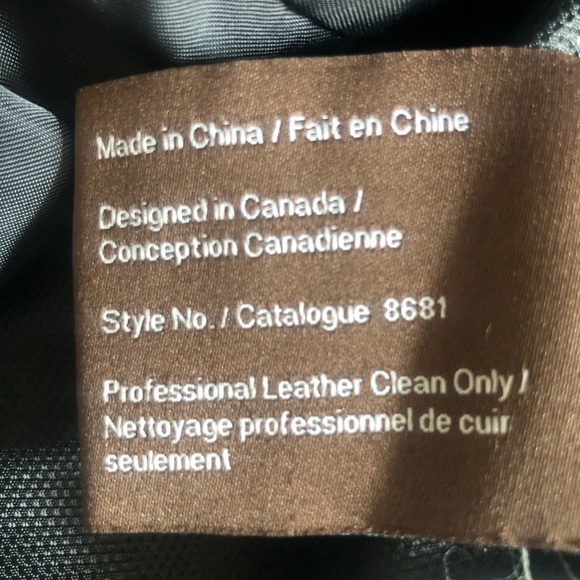 Made in China / Fait en Chine
Designed in Canada /
Conception Canadienne
Style No. / Catalogue 8681
Professional Leather Clean Only /
Nettoyage professionnel de cuir
seulement